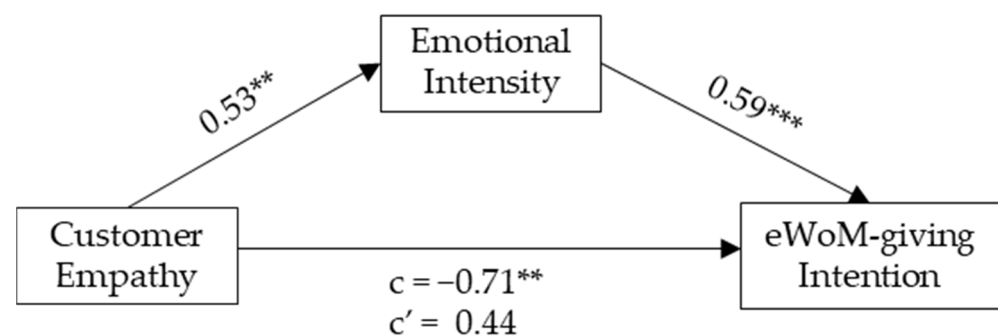 Emotional
Intensity
0.53**
0.59***
Customer
Empathy
eWoM-giving
Intention
c = −0.71**
c′ = 0.44